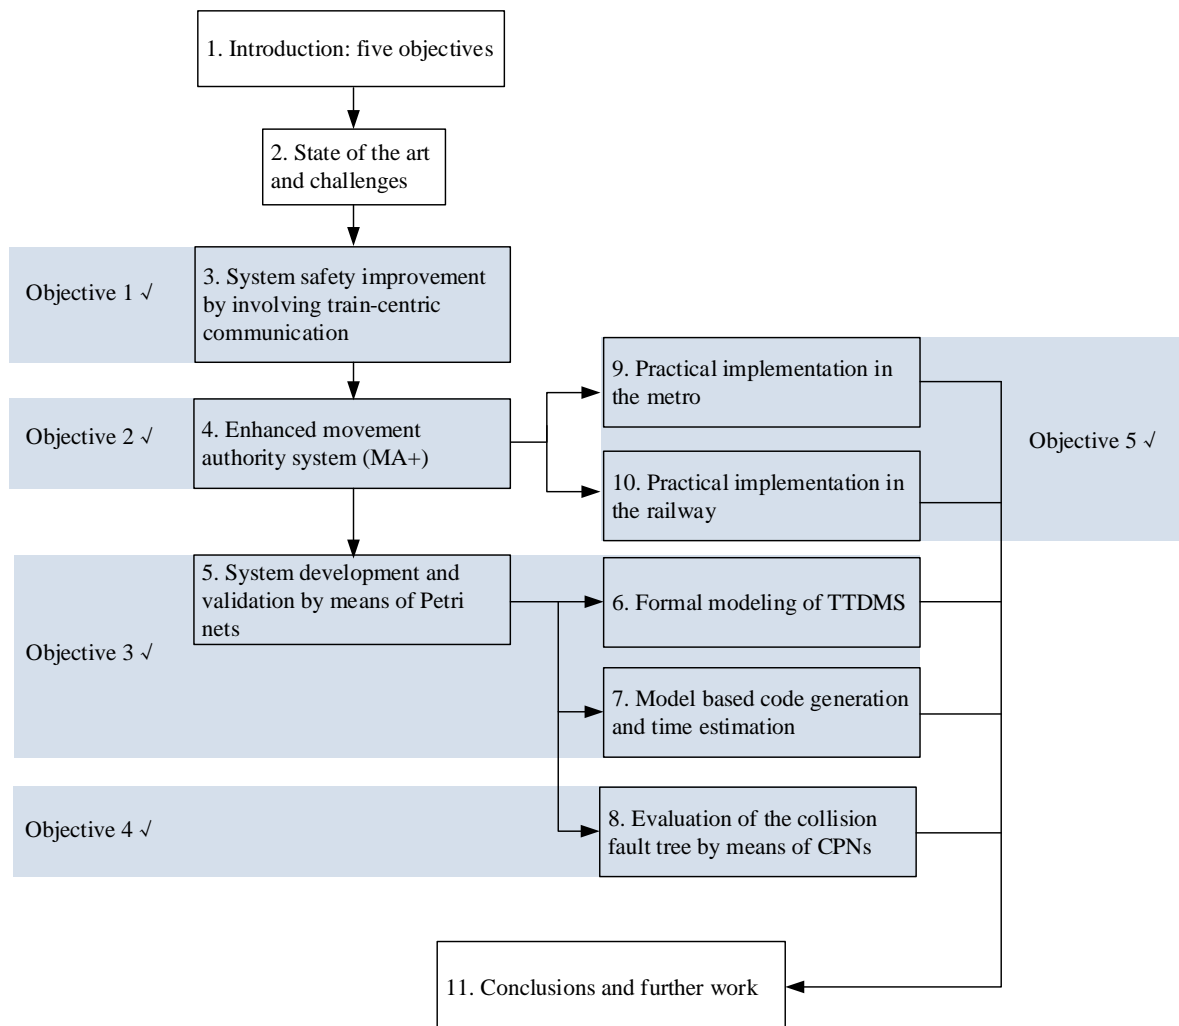 1. Introduction: five objectives
2. State of the art
and challenges
Objective 1 √
3. System safety improvement
by involving train-centric
communication
Objective 2 √
4. Enhanced movement
authority system (MA+)
9. Practical implementation in
the metro
10. Practical implementation in
the railway
Objective 5 √
Objective 3 √
5. System development and
validation by means of Petri
nets
6. Formal modeling of TTDMS
7. Model based code generation
and time estimation
Objective 4 √
8. Evaluation of the collision
fault tree by means of CPNs
11. Conclusions and further work